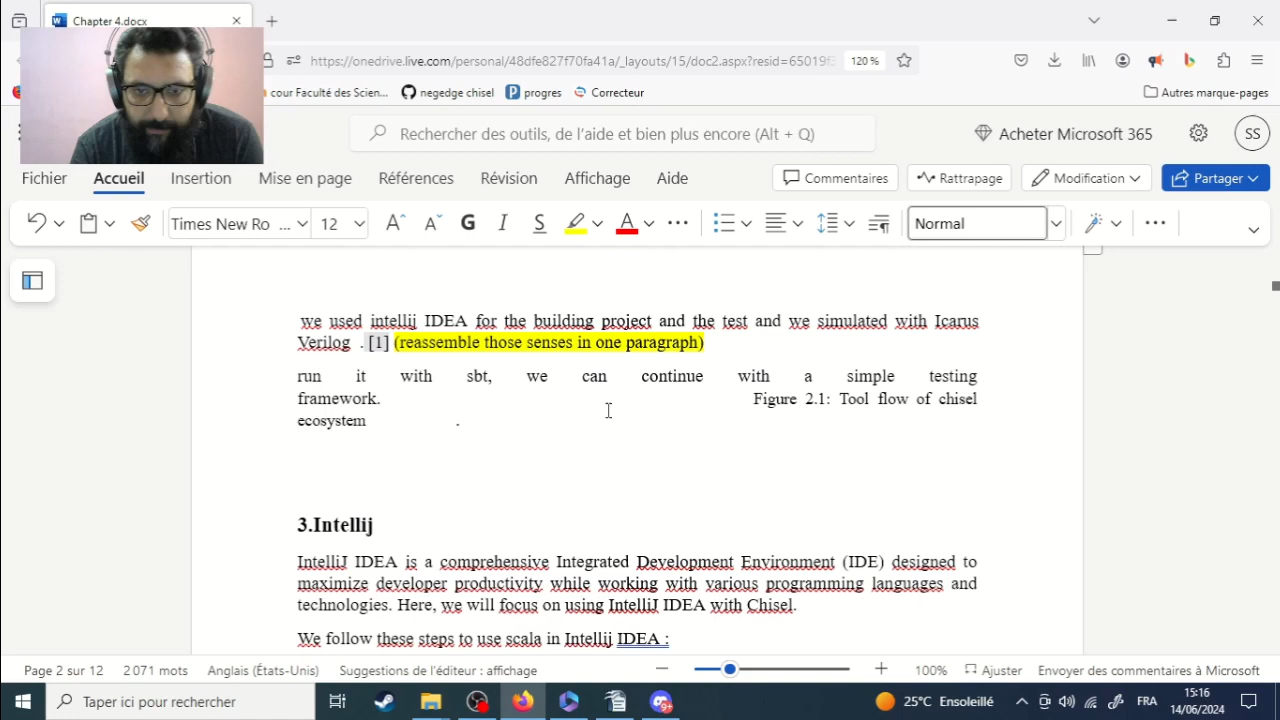 Chapter 4.docx
https://onedrive.live.com/personal/48dfe827f70fa41a/_layouts/15/doc2.aspx?resid=65019f3
120 %
cour Faculté des Scien...
negedge chisel
progres
Correcteur
Autres marque-pages
Rechercher des outils, de l'aide et bien plus encore (Alt + Q)
Acheter Microsoft 365
SS
Fichier
Accueil
Insertion
Mise en page
Références
Révision
Affichage
Aide
Commentaires
Rattrapage
Modification
Partager
Times New Ro ...
12
A
A
G
I
S
A
Normal
we used intellij IDEA for the building project and the test and we simulated with Icarus
Verilog . [1] (reassemble those senses in one paragraph)
run it with sbt, we can continue with a simple testing
framework. Figure 2.1: Tool flow of chisel
ecosystem .
3.Intellij
IntelliJ IDEA is a comprehensive Integrated Development Environment (IDE) designed to
maximize developer productivity while working with various programming languages and
technologies. Here, we will focus on using IntelliJ IDEA with Chisel.
We follow these steps to use scala in Intellij IDEA :
Page 2 sur 12
2 071 mots
Anglais (États-Unis)
Suggestions de l'éditeur : affichage
100%
Ajuster
Envoyer des commentaires à Microsoft
Taper ici pour rechercher
9+
25°C Ensoleillé
FRA
15:16
14/06/2024